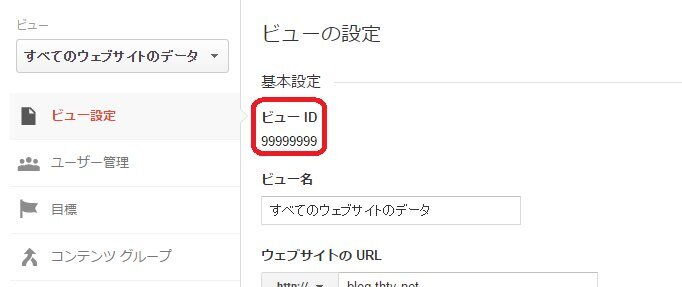 ビュー
すべてのウェブサイトのデータ
ビュー設定
ユーザー管理
目標
コンテンツ グループ
ビューの設定
基本設定
ビュー ID
99999999
ビュー名
すべてのウェブサイトのデータ
ウェブサイトの URL
http://